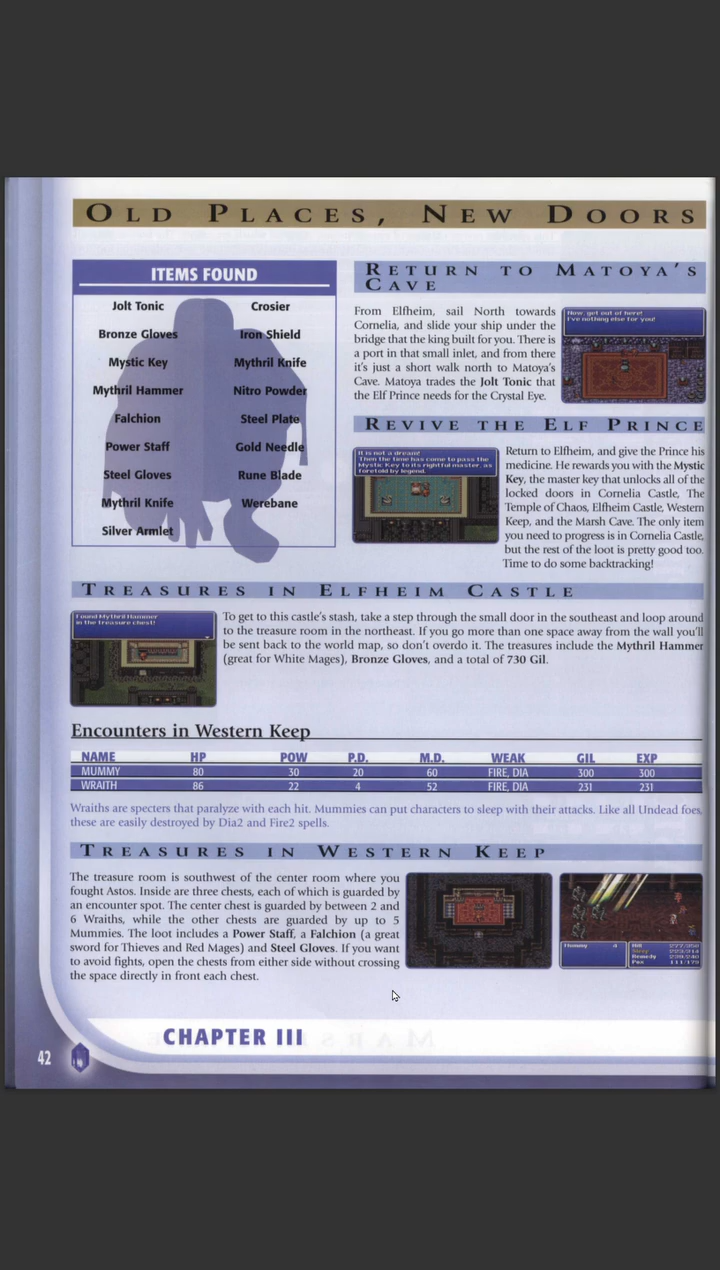 OLD PLACES, NEW DOORS
ITEMS FOUND
Jolt Tonic
Bronze Gloves
Mystic Key
Mythril Hammer
Falchion
Power Staff
Steel Gloves
Mythril Knife
Silver Armlet
Crosier
Iron Shield
Mythril Knife
Nitro Powder
Steel Plate
Gold Needle
Rune Blade
Werebane
RETURN TO MATOYA'S
CAVE
From Elfheim, sail North towards
Cornelia, and slide your ship under the
bridge that the king built for you. There is
a port in that small inlet, and from there
it's just a short walk north to Matoya's
Cave. Matoya trades the Jolt Tonic that
the Elf Prince needs for the Crystal Eye.
Now, get out of here!
I've nothing else for you!
REVIVE THE ELF PRINCE
It is not a dream!
Then the time has come to pass the
Mystic Key to its rightful master, as
foretold by legend.
Return to Elfheim, and give the Prince his
medicine. He rewards you with the Mystic
Key, the master key that unlocks all of the
locked doors in Cornelia Castle, The
Temple of Chaos, Elfheim Castle, Western
Keep, and the Marsh Cave. The only item
you need to progress is in Cornelia Castle,
but the rest of the loot is pretty good too.
Time to do some backtracking!
TREASURES IN ELFHEIM CASTLE
Found Mythril Hammer
in the treasure chest!
To get to this castle's stash, take a step through the small door in the southeast and loop around
to the treasure room in the northeast. If you go more than one space away from the wall you'll
be sent back to the world map, so don't overdo it. The treasures include the Mythril Hammer
(great for White Mages), Bronze Gloves, and a total of 730 Gil.
Encounters in Western Keep
NAME HP POW P.D. M.D. WEAK GIL EXP
MUMMY 80 30 20 60 FIRE, DIA 300 300
WRAITH 86 22 4 52 FIRE, DIA 231 231
Wraiths are specters that paralyze with each hit. Mummies can put characters to sleep with their attacks. Like all Undead foes,
these are easily destroyed by Dia2 and Fire2 spells.
TREASURES IN WESTERN KEEP
The treasure room is southwest of the center room where you
fought Astos. Inside are three chests, each of which is guarded by
an encounter spot. The center chest is guarded by between 2 and
6 Wraiths, while the other chests are guarded by up to 5
Mummies. The loot includes a Power Staff, a Falchion (a great
sword for Thieves and Red Mages) and Steel Gloves. If you want
to avoid fights, open the chests from either side without crossing
the space directly in front each chest.
Mummy 4
Sleep
Remedy
Pox
CHAPTER III
42